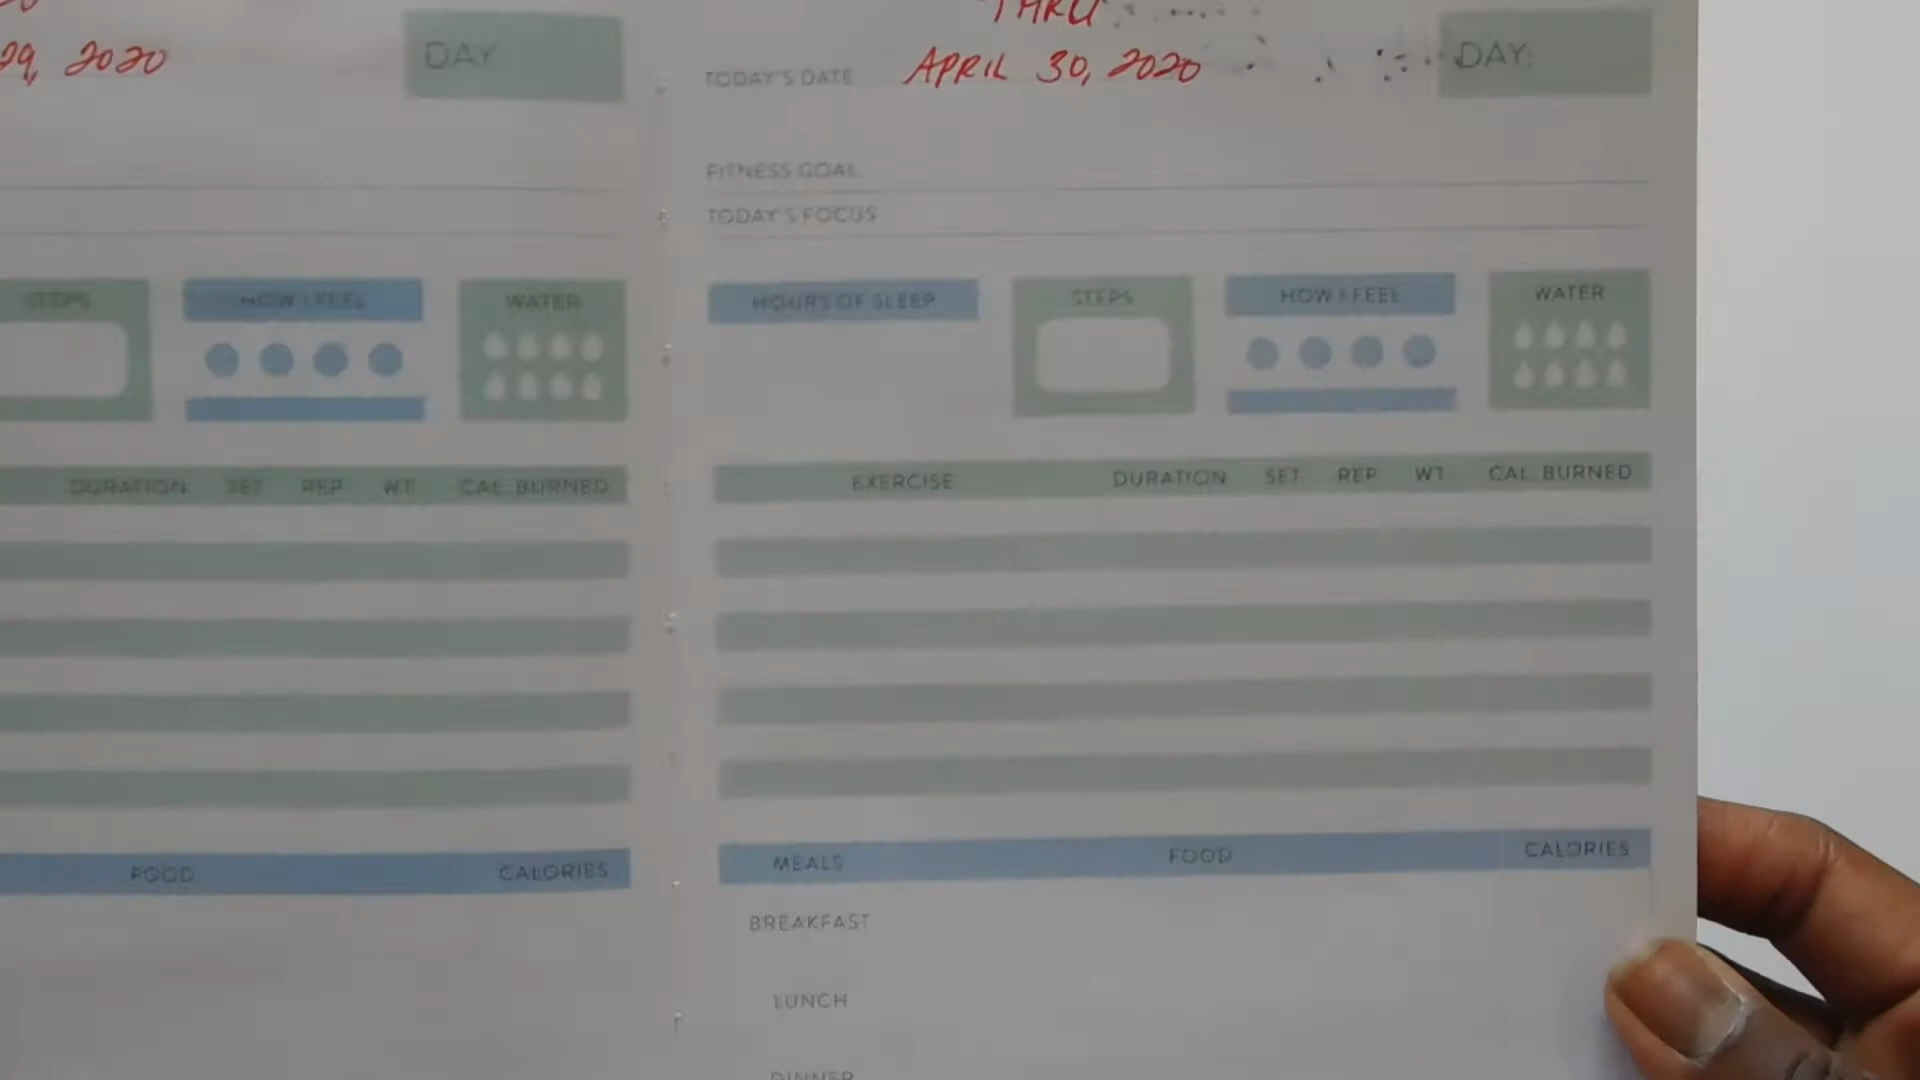 29, 2020
DAY
STEPS
HOW I FEEL
WATER
DURATION SET REP WT CAL. BURNED
FOOD CALORIES
THRU
TODAY'S DATE APRIL 30, 2020
DAY:
FITNESS GOAL
TODAY'S FOCUS
HOURS OF SLEEP
STEPS
HOW I FEEL
WATER
EXERCISE DURATION SET REP WT CAL. BURNED
MEALS FOOD CALORIES
BREAKFAST
LUNCH
DINNER